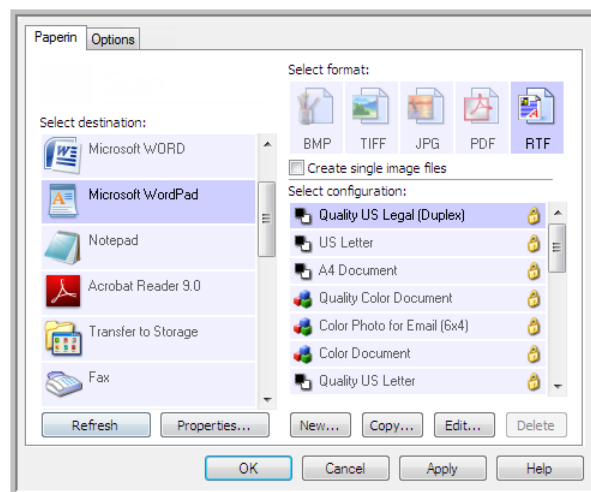 Paperin Options
Select format:
BMP TIFF JPG PDF RTF
Create single image files
Select destination:
Microsoft WORD
Microsoft WordPad
Notepad
Acrobat Reader 9.0
Transfer to Storage
Fax
Select configuration:
Quality US Legal (Duplex)
US Letter
A4 Document
Quality Color Document
Color Photo for Email (6x4)
Color Document
Quality US Letter
Refresh Properties... New... Copy... Edit... Delete
OK Cancel Apply Help